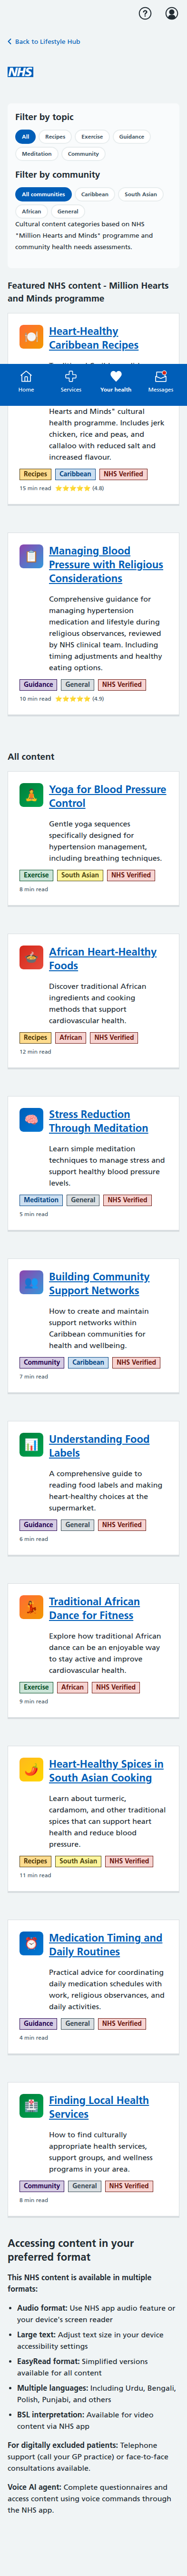 Back to Lifestyle Hub
NHS
Filter by topic
All Recipes Exercise Guidance
Meditation Community
Filter by community
All communities Caribbean South Asian
African General
Cultural content categories based on NHS
"Million Hearts and Minds" programme and
community health needs assessments.
Featured NHS content - Million Hearts
and Minds programme
Heart-Healthy
Caribbean Recipes
Home Services Your health Messages
Hearts and Minds" cultural
health programme. Includes jerk
chicken, rice and peas, and
callaloo with reduced salt and
increased flavour.
Recipes Caribbean NHS Verified
15 min read ⭐⭐⭐⭐⭐ (4.8)
Managing Blood
Pressure with Religious
Considerations
Comprehensive guidance for
managing hypertension
medication and lifestyle during
religious observances, reviewed
by NHS clinical team. Including
timing adjustments and healthy
eating options.
Guidance General NHS Verified
10 min read ⭐⭐⭐⭐⭐ (4.9)
All content
Yoga for Blood Pressure
Control
Gentle yoga sequences
specifically designed for
hypertension management,
including breathing techniques.
Exercise South Asian NHS Verified
8 min read
African Heart-Healthy
Foods
Discover traditional African
ingredients and cooking
methods that support
cardiovascular health.
Recipes African NHS Verified
12 min read
Stress Reduction
Through Meditation
Learn simple meditation
techniques to manage stress and
support healthy blood pressure
levels.
Meditation General NHS Verified
5 min read
Building Community
Support Networks
How to create and maintain
support networks within
Caribbean communities for
health and wellbeing.
Community Caribbean NHS Verified
7 min read
Understanding Food
Labels
A comprehensive guide to
reading food labels and making
heart-healthy choices at the
supermarket.
Guidance General NHS Verified
6 min read
Traditional African
Dance for Fitness
Explore how traditional African
dance can be an enjoyable way
to stay active and improve
cardiovascular health.
Exercise African NHS Verified
9 min read
Heart-Healthy Spices in
South Asian Cooking
Learn about turmeric,
cardamom, and other traditional
spices that can support heart
health and reduce blood
pressure.
Recipes South Asian NHS Verified
11 min read
Medication Timing and
Daily Routines
Practical advice for coordinating
daily medication schedules with
work, religious observances, and
daily activities.
Guidance General NHS Verified
4 min read
Finding Local Health
Services
How to find culturally
appropriate health services,
support groups, and wellness
programs in your area.
Community General NHS Verified
8 min read
Accessing content in your
preferred format
This NHS content is available in multiple
formats:
• Audio format: Use NHS app audio feature or
your device's screen reader
• Large text: Adjust text size in your device
accessibility settings
• EasyRead format: Simplified versions
available for all content
• Multiple languages: Including Urdu, Bengali,
Polish, Punjabi, and others
• BSL interpretation: Available for video
content via NHS app
For digitally excluded patients: Telephone
support (call your GP practice) or face-to-face
consultations available.
Voice AI agent: Complete questionnaires and
access content using voice commands through
the NHS app.